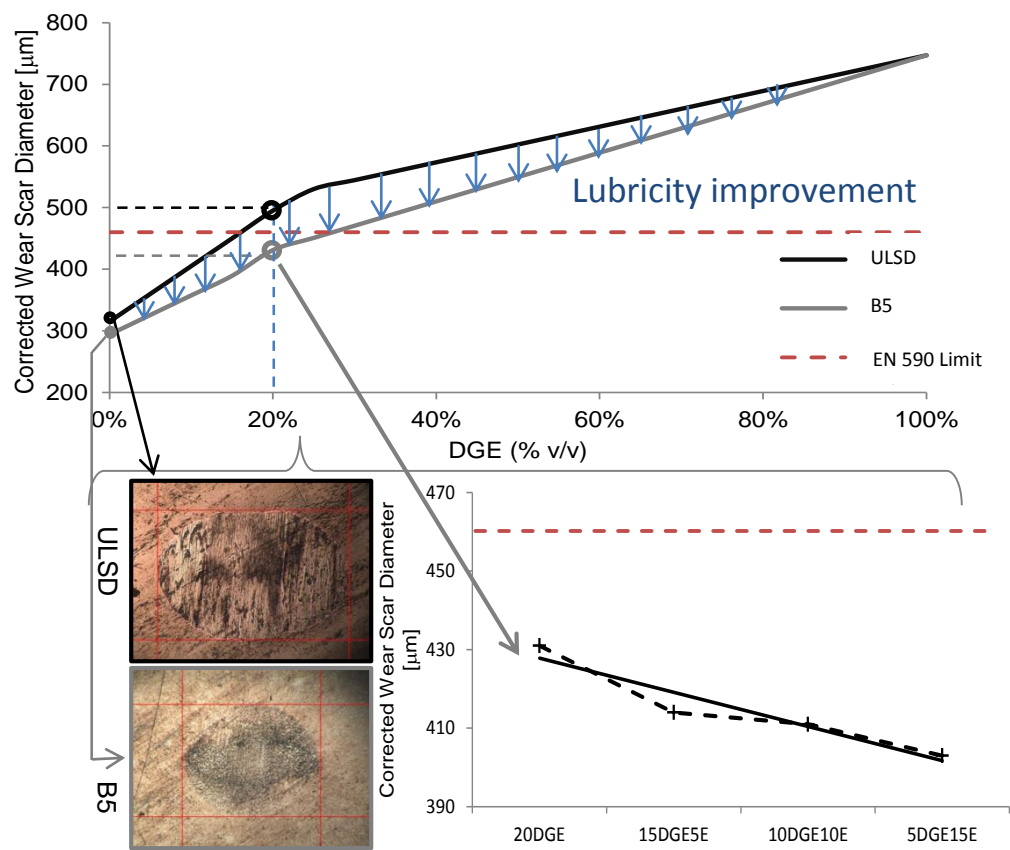 800
700
600
500
400
300
200
Corrected Wear Scar Diameter [µm]
Lubricity improvement
ULSD
B5
EN 590 Limit
0%
20%
40%
60%
80%
100%
DGE (% v/v)
ULSD
B5
Corrected Wear Scar Diameter
[µm]
470
450
430
410
390
20DGE
15DGE5E
10DGE10E
5DGE15E